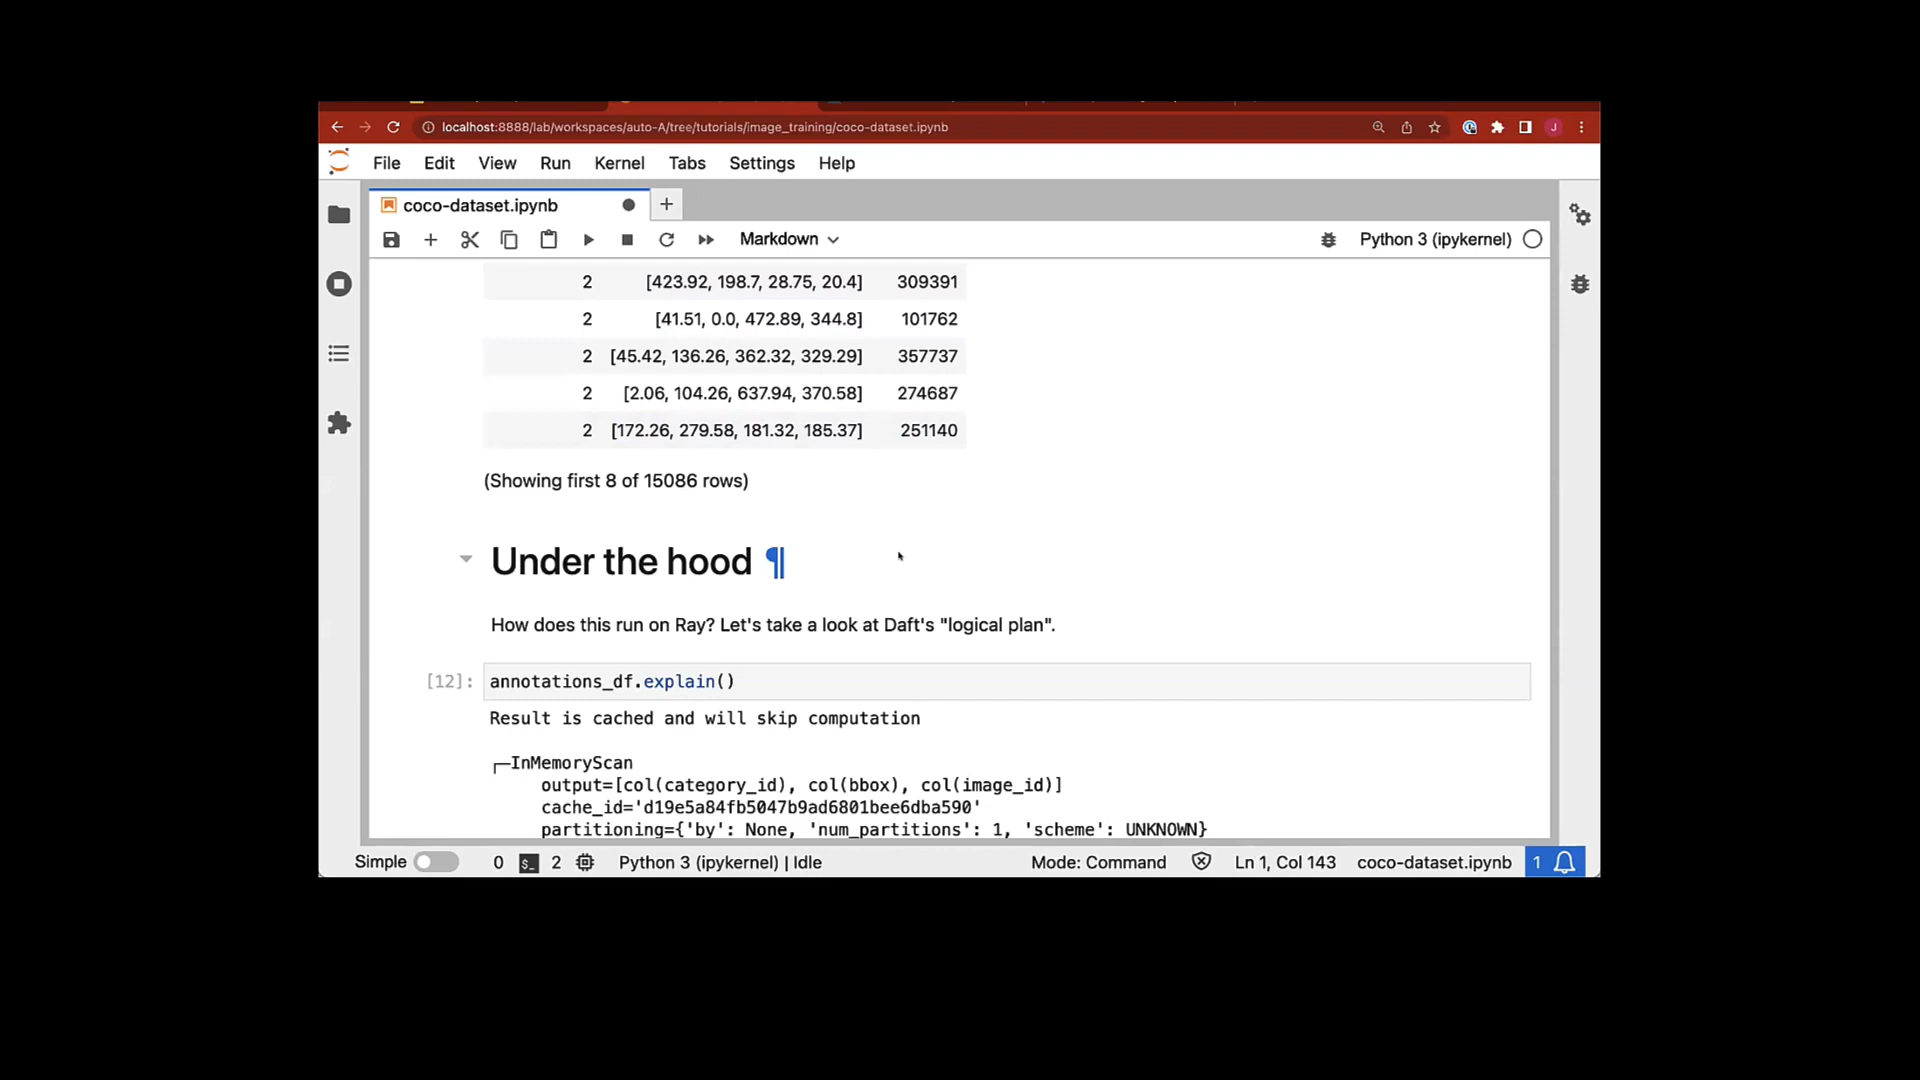 localhost:8888/lab/workspaces/auto-A/tree/tutorials/image_training/coco-dataset.ipynb
J
File Edit View Run Kernel Tabs Settings Help
coco-dataset.ipynb
Markdown
Python 3 (ipykernel)
2 [423.92, 198.7, 28.75, 20.4] 309391
2 [41.51, 0.0, 472.89, 344.8] 101762
2 [45.42, 136.26, 362.32, 329.29] 357737
2 [2.06, 104.26, 637.94, 370.58] 274687
2 [172.26, 279.58, 181.32, 185.37] 251140
(Showing first 8 of 15086 rows)
Under the hood ¶
How does this run on Ray? Let's take a look at Daft's "logical plan".
[12]: annotations_df.explain()
Result is cached and will skip computation
┌─InMemoryScan
output=[col(category_id), col(bbox), col(image_id)]
cache_id='d19e5a84fb5047b9ad6801bee6dba590'
partitioning={'by': None, 'num_partitions': 1, 'scheme': UNKNOWN}
Simple 0 $_ 2 Python 3 (ipykernel) | Idle Mode: Command Ln 1, Col 143 coco-dataset.ipynb 1